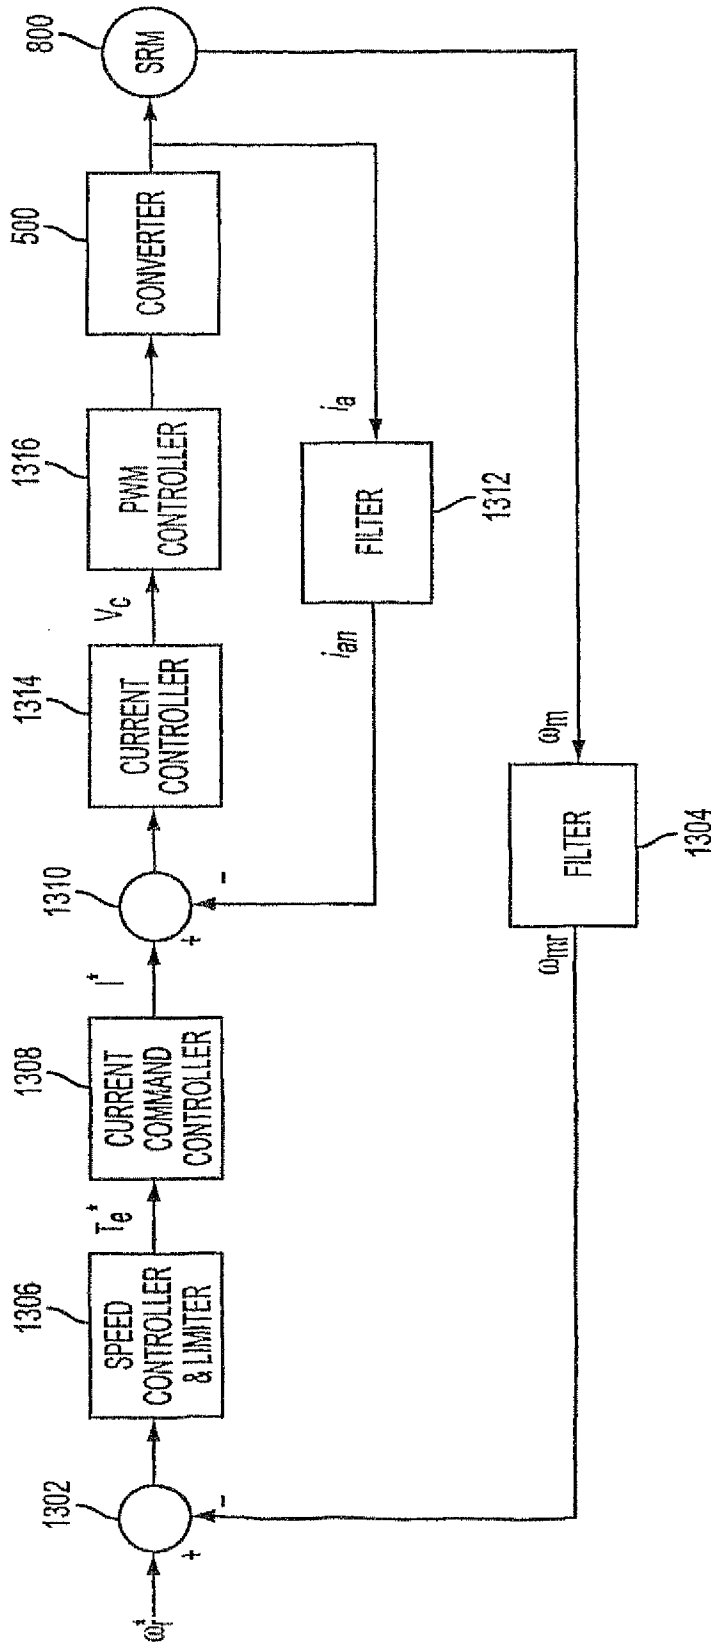 ωr*
+
-
1302
SPEED
CONTROLLER
& LIMITER
1306
Te*
CURRENT
COMMAND
CONTROLLER
1308
I*
+
-
1310
CURRENT
CONTROLLER
1314
Vc
PWM
CONTROLLER
1316
CONVERTER
500
SRM
800
ia
FILTER
1312
ian
ωm
FILTER
1304
ωmr